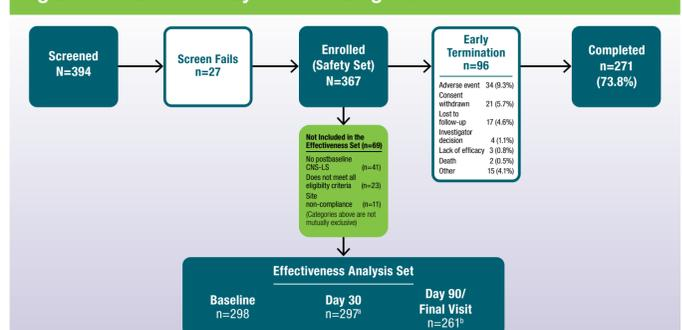 Screened
N=394
Screen Fails
n=27
Enrolled
(Safety Set)
N=367
Early
Termination
n=96
Adverse event 34 (9.3%)
Consent
withdrawn 21 (5.7%)
Lost to
follow-up 17 (4.6%)
Investigator
decision 4 (1.1%)
Lack of efficacy 3 (0.8%)
Death 2 (0.5%)
Other 15 (4.1%)
Completed
n=271
(73.8%)
Not Included in the
Effectiveness Set (n=69)
No postbaseline
CNS-LS (n=41)
Does not meet all
eligibilty criteria (n=23)
Site
non-compliance (n=11)
(Categories above are not
mutually exclusive)
Effectiveness Analysis Set
Baseline
n=298
Day 30
n=297ª
Day 90/
Final Visit
n=261ᵇ